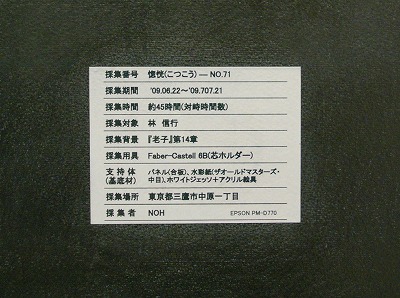 採集番号 惚恍(こつこう) — NO.71
採集期間 '09.06.22〜'09.707.21
採集時間 約45時間(対峙時間数)
採集対象 林 信行
採集背景 『老子』第14章
採集用具 Faber-Castell 6B(芯ホルダー)
支持体 パネル(合板)、水彩紙(ザオールドマスターズ・
(基底材) 中目)、ホワイトジェッソ+アクリル絵具
採集場所 東京都三鷹市中原一丁目
採集者 NOH EPSON PM-D770